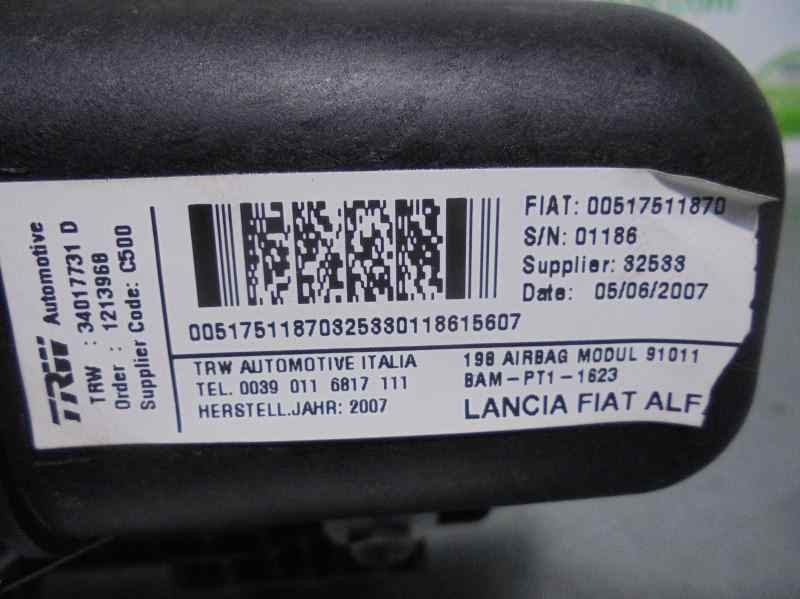 TRW Automotive
TRW : 34017731 D
Order : 1213968
Supplier Code: C500
FIAT: 00517511870
S/N: 01186
Supplier: 32533
Date: 05/06/2007
00517511870325330118615607
TRW AUTOMOTIVE ITALIA
TEL. 0039 011 6817 111
HERSTELL.JAHR: 2007
198 AIRBAG MODUL 91011
BAM-PT1-1623
LANCIA FIAT ALF